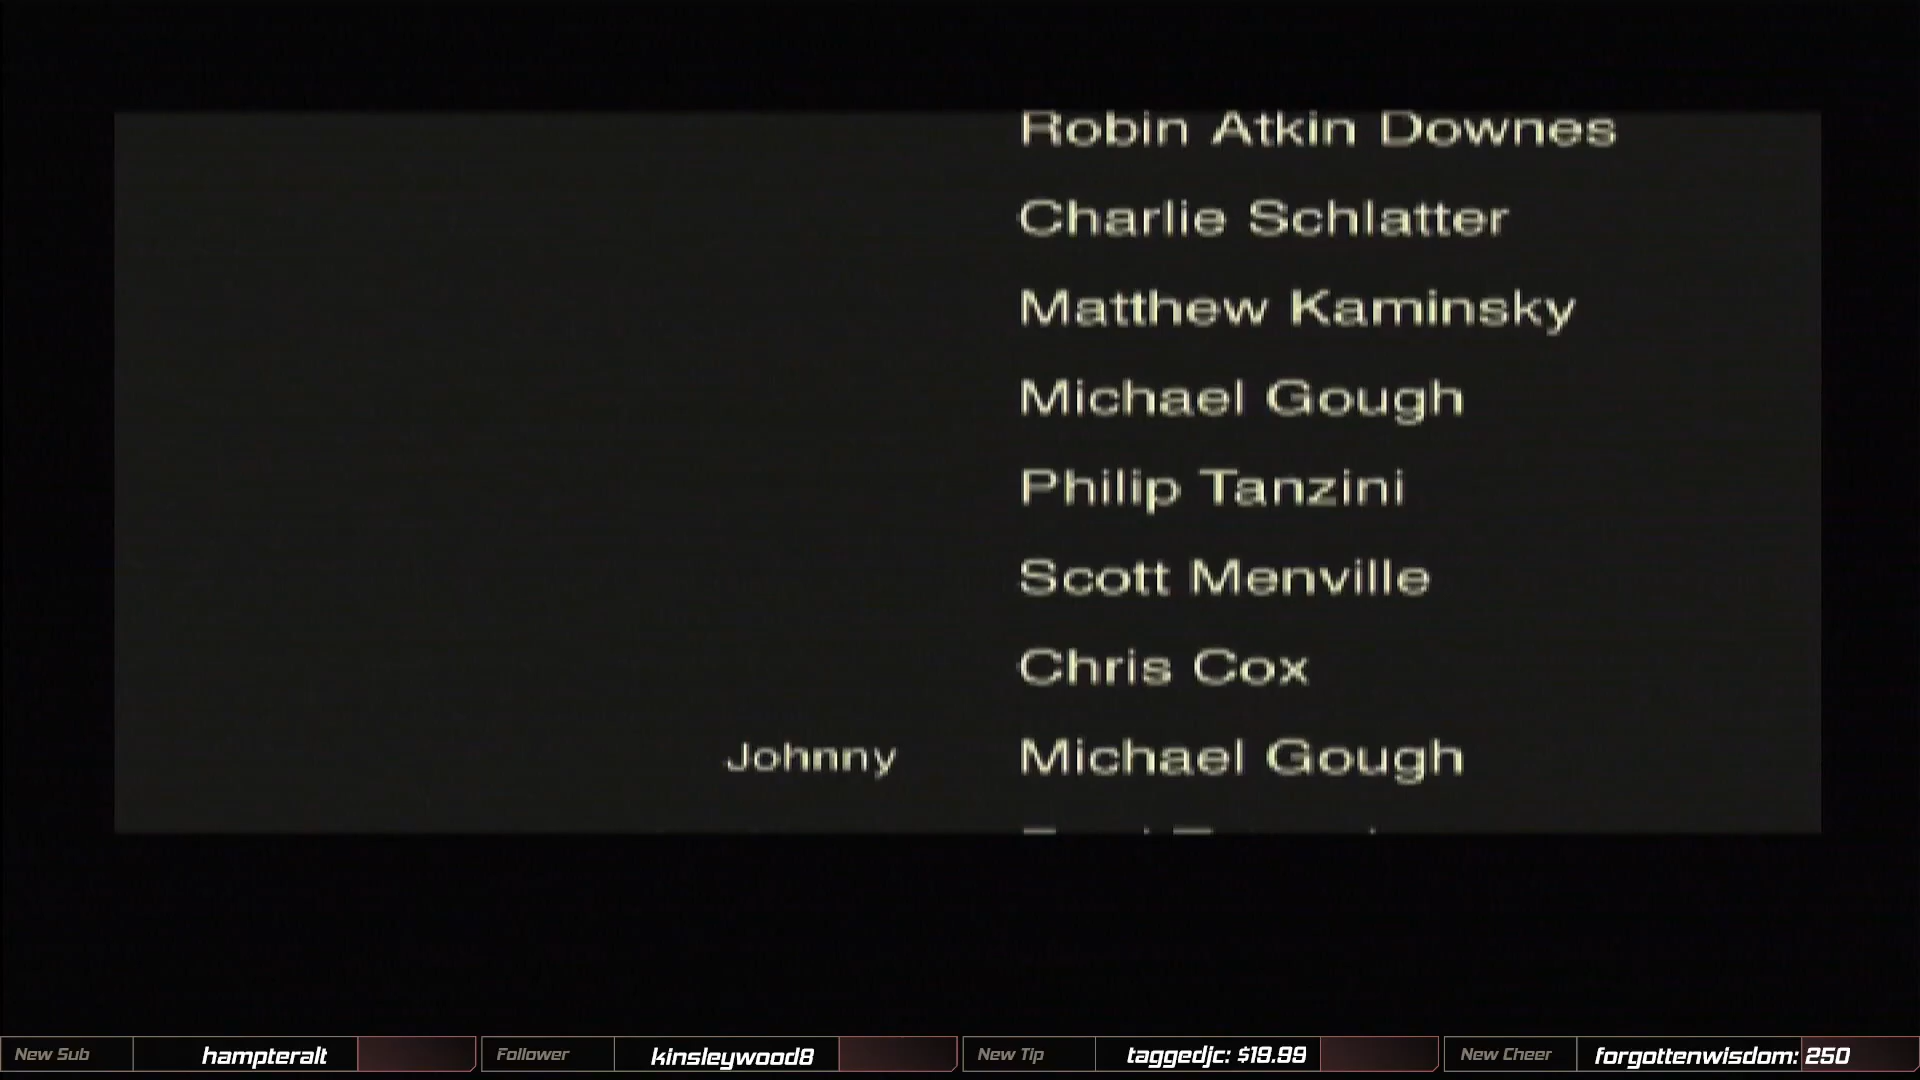 Robin Atkin Downes
Charlie Schlatter
Matthew Kaminsky
Michael Gough
Philip Tanzini
Scott Menville
Chris Cox
Johnny Michael Gough
New Sub hampteralt Follower kinsleywood8 New Tip taggedjc: $19.99 New Cheer forgottenwisdom: 250